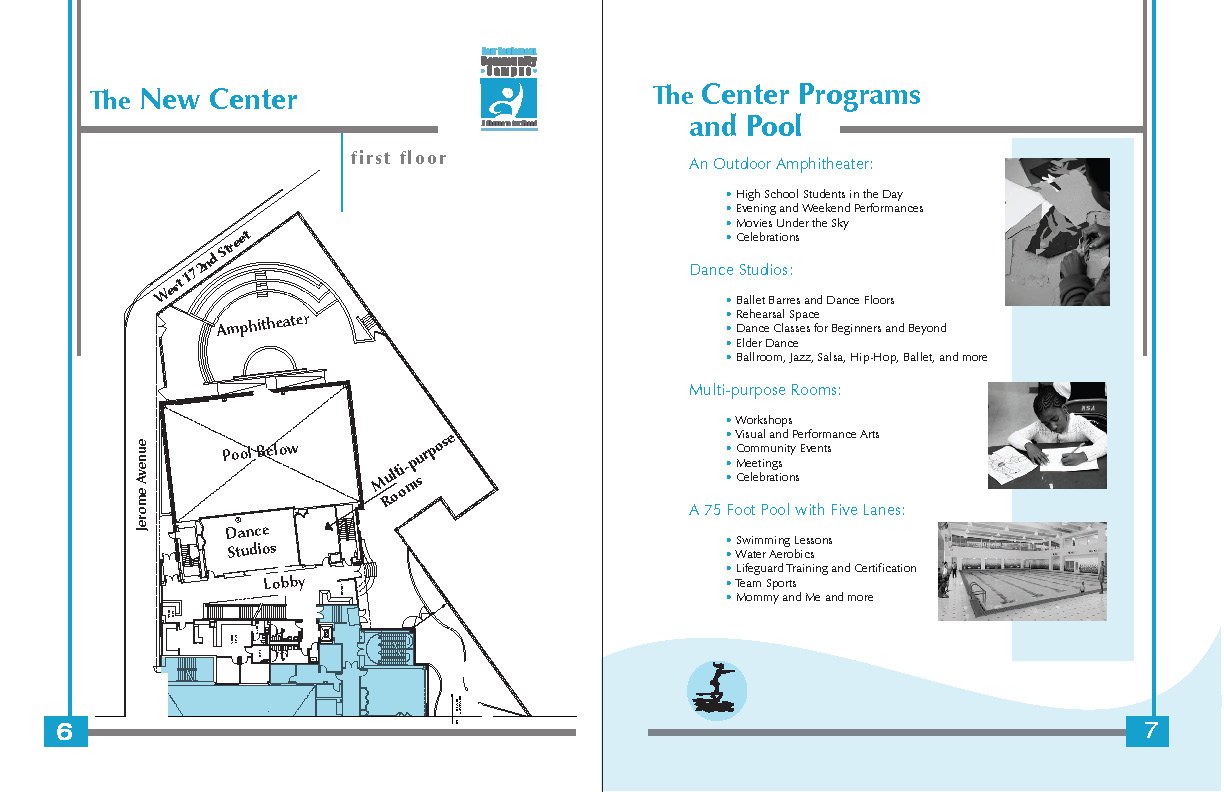 The New Center
Community
Campus
first floor
West 172nd Street
Amphitheater
Jerome Avenue
Pool Below
Multi-purpose
Rooms
Dance
Studios
Lobby
6
The Center Programs
and Pool
An Outdoor Amphitheater:
• High School Students in the Day
• Evening and Weekend Performances
• Movies Under the Sky
• Celebrations
Dance Studios:
• Ballet Barres and Dance Floors
• Rehearsal Space
• Dance Classes for Beginners and Beyond
• Elder Dance
• Ballroom, Jazz, Salsa, Hip-Hop, Ballet, and more
Multi-purpose Rooms:
• Workshops
• Visual and Performance Arts
• Community Events
• Meetings
• Celebrations
A 75 Foot Pool with Five Lanes:
• Swimming Lessons
• Water Aerobics
• Lifeguard Training and Certification
• Team Sports
• Mommy and Me and more
7